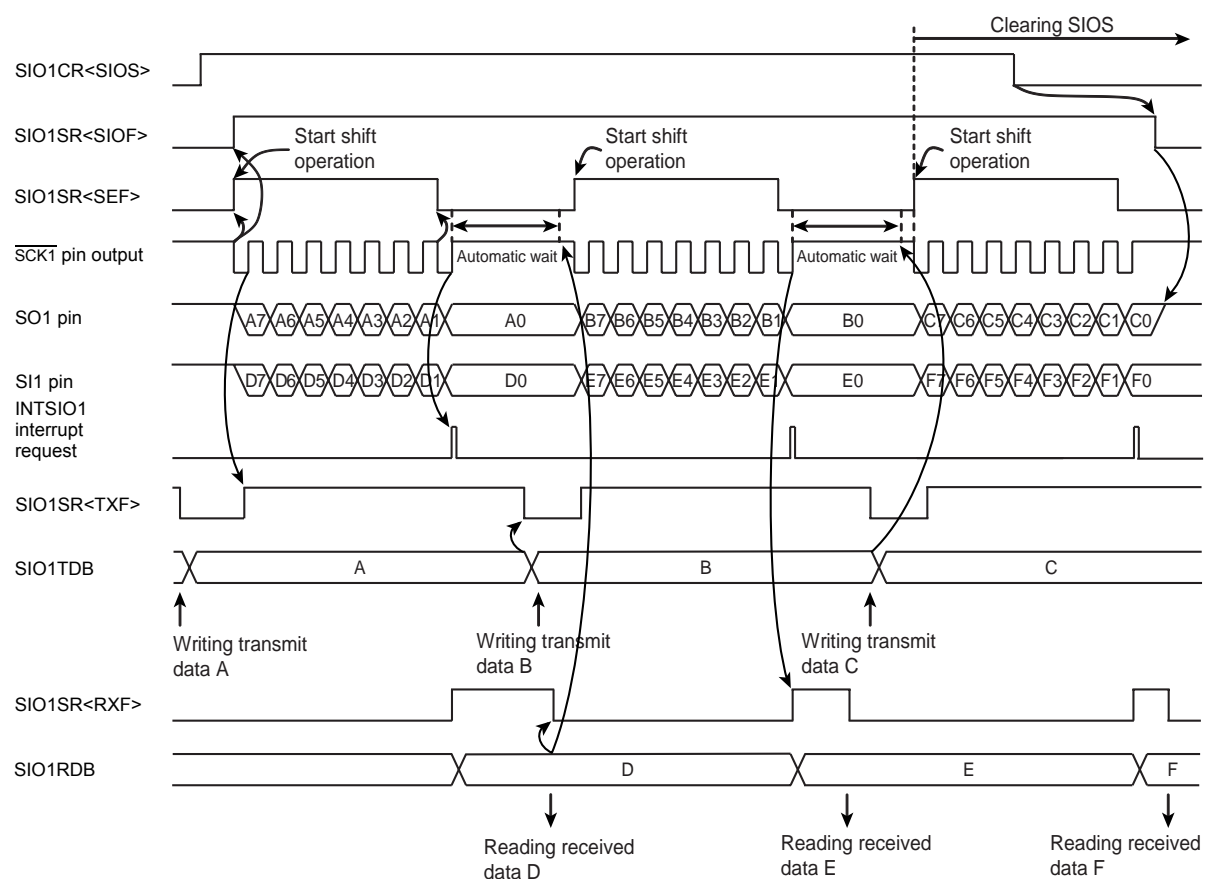 Clearing SIOS
SIO1CR<SIOS>
SIO1SR<SIOF>
Start shift operation
Start shift operation
Start shift operation
SIO1SR<SEF>
SCK1 pin output
Automatic wait
Automatic wait
SO1 pin
A7 A6 A5 A4 A3 A2 A1 A0 B7 B6 B5 B4 B3 B2 B1 B0 C7 C6 C5 C4 C3 C2 C1 C0
SI1 pin
D7 D6 D5 D4 D3 D2 D1 D0 E7 E6 E5 E4 E3 E2 E1 E0 F7 F6 F5 F4 F3 F2 F1 F0
INTSIO1
interrupt
request
SIO1SR<TXF>
SIO1TDB
A B C
Writing transmit
data A
Writing transmit
data B
Writing transmit
data C
SIO1SR<RXF>
SIO1RDB
D E F
Reading received
data D
Reading received
data E
Reading received
data F